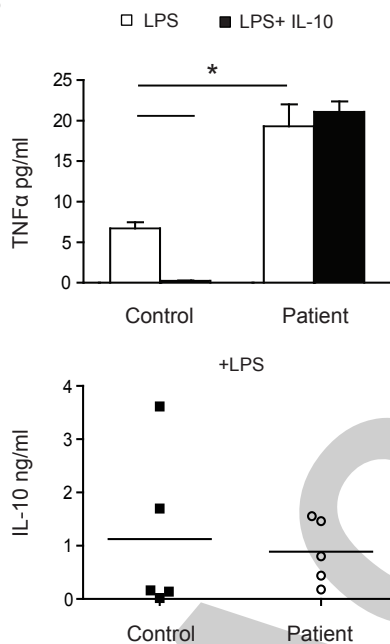 □ LPS ■ LPS+ IL-10
*
25
20
15
10
5
0
TNFα pg/ml
Control Patient
+LPS
4
3
2
1
0
IL-10 ng/ml
Control Patient